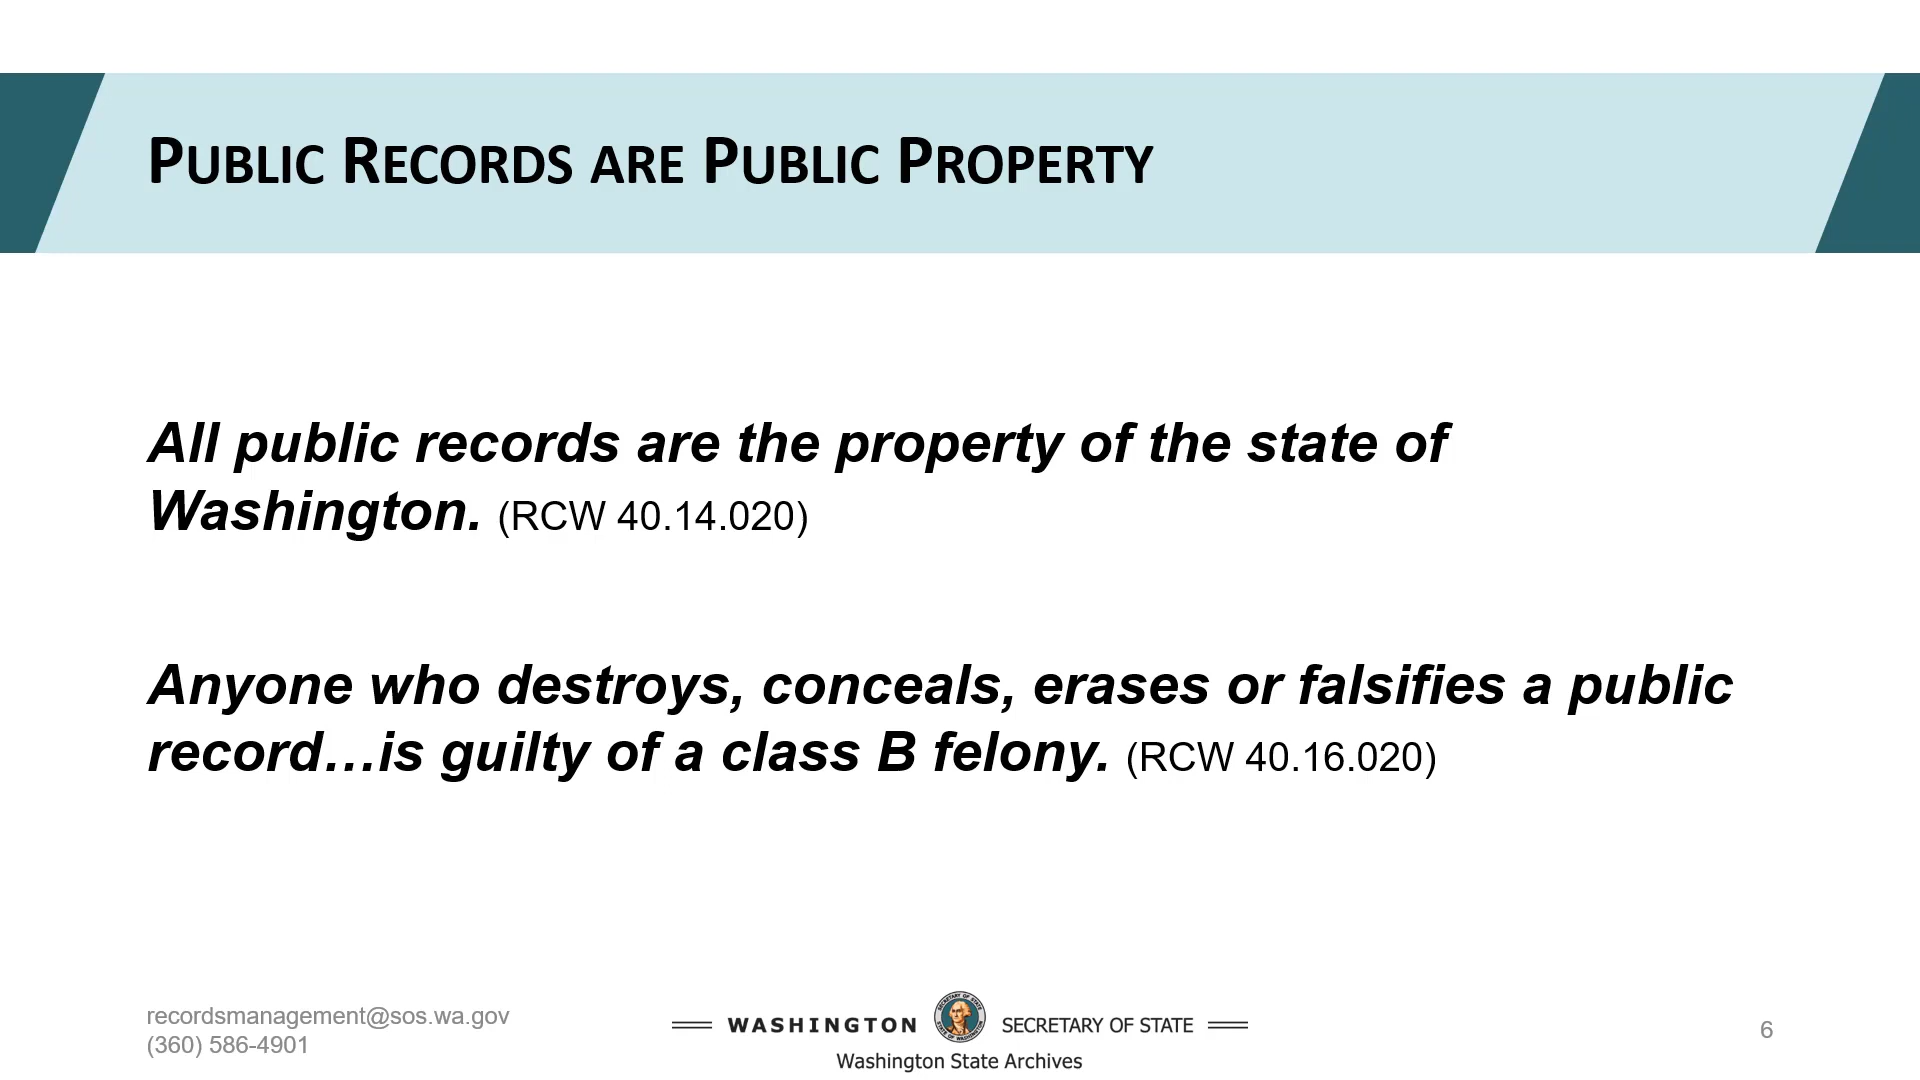 PUBLIC RECORDS ARE PUBLIC PROPERTY
All public records are the property of the state of
Washington. (RCW 40.14.020)
Anyone who destroys, conceals, erases or falsifies a public
record…is guilty of a class B felony. (RCW 40.16.020)
recordsmanagement@sos.wa.gov
(360) 586-4901
WASHINGTON SECRETARY OF STATE
Washington State Archives
6